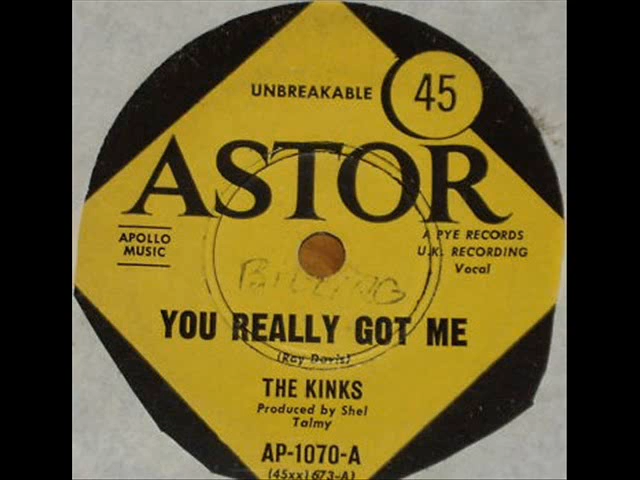 UNBREAKABLE
45
ASTOR
APOLLO
MUSIC
A PYE RECORDS
U.K. RECORDING
Vocal
YOU REALLY GOT ME
(Ray Davis)
THE KINKS
Produced by Shel
Talmy
AP-1070-A
(45xx1673-A)